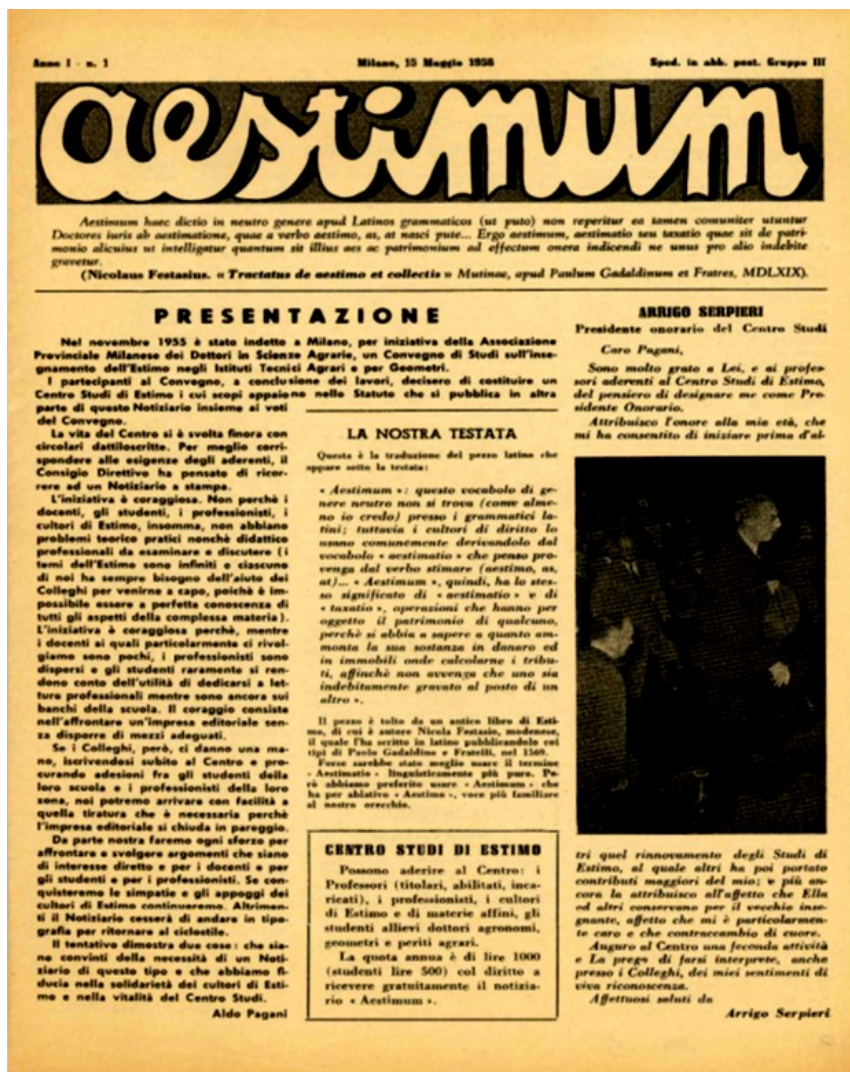 Anno I - n. 1
Milano, 15 Maggio 1956
Sped. in abb. post. Gruppo III
aestimum
Aestimum haec dictio in neutro genere apud Latinos grammaticos (ut puto) non reperitur ea tamen comuniter utuntur
Doctores iuris ab aestimatione, quae a verbo aestimo, as, at nasci pute... Ergo aestimum, aestimatio seu taxatio quae sit de patri-
monio alicuius ut intelligatur quantum sit illius aes ac patrimonium ad effectum onera indicendi ne unus pro alio indebite
gravetur.
(Nicolaus Festasius. « Tractatus de aestimo et collectis » Mutinae, apud Paulum Gadaldinum et Fratres, MDLXIX).
PRESENTAZIONE
Nel novembre 1955 è stato indetto a Milano, per iniziativa della Associazione
Provinciale Milanese dei Dottori in Scienze Agrarie, un Convegno di Studi sull'inse-
gnamento dell'Estimo negli Istituti Tecnici Agrari e per Geometri.
I partecipanti al Convegno, a conclusione dei lavori, decisero di costituire un
Centro Studi di Estimo i cui scopi appaiono nello Statuto che si pubblica in altra
parte di questo Notiziario insieme ai voti
del Convegno.
La vita del Centro si è svolta finora con
circolari dattiloscritte. Per meglio corri-
spondere alle esigenze degli aderenti, il
Consigio Direttivo ha pensato di ricor-
rere ad un Notiziario a stampa.
L'iniziativa è coraggiosa. Non perchè i
docenti, gli studenti, i professionisti, i
cultori di Estimo, insomma, non abbiano
problemi teorico pratici nonchè didattico
professionali da esaminare e discutere (i
temi dell'Estimo sono infiniti e ciascuno
di noi ha sempre bisogno dell'aiuto dei
Colleghi per venirne a capo, poichè è im-
possibile essere a perfetta conoscenza di
tutti gli aspetti della complessa materia).
L'iniziativa è coraggiosa perchè, mentre
i docenti ai quali particolarmente ci rivol-
giamo sono pochi, i professionisti sono
dispersi e gli studenti raramente si ren-
dono conto dell'utilità di dedicarsi a let-
ture professionali mentre sono ancora sui
banchi della scuola. Il coraggio consiste
nell'affrontare un'impresa editoriale sen-
za disporre di mezzi adeguati.
Se i Colleghi, però, ci danno una ma-
no, iscrivendosi subito al Centro e pro-
curando adesioni fra gli studenti della
loro scuola e i professionisti della loro
zona, noi potremo arrivare con facilità a
quella tiratura che è necessaria perchè
l'impresa editoriale si chiuda in pareggio.
Da parte nostra faremo ogni sforzo per
affrontare e svolgere argomenti che siano
di interesse diretto e per i docenti e per
gli studenti e per i professionisti. Se con-
quisteremo le simpatie e gli appoggi dei
cultori di Estimo continueremo. Altrimen-
ti il Notiziario cesserà di andare in tipo-
grafia per ritornare al ciclostile.
Il tentativo dimostra due cose: che sia-
mo convinti della necessità di un Noti-
ziario di questo tipo e che abbiamo fi-
ducia nella solidarietà dei cultori di Esti-
mo e nella vitalità del Centro Studi.
Aldo Pagani
LA NOSTRA TESTATA
Questa è la traduzione del pezzo latino che
appare sotto la testata:
« Aestimum »: questo vocabolo di ge-
nere neutro non si trova (come alme-
no io credo) presso i grammatici la-
tini; tuttavia i cultori di diritto lo
usano comunemente derivandolo dal
vocabolo « aestimatio » che penso pro-
venga dal verbo stimare (aestimo, as,
at)... « Aestimum », quindi, ha lo stes-
so significato di « aestimatio » e di
« taxatio », operazioni che hanno per
oggetto il patrimonio di qualcuno,
perchè si abbia a sapere a quanto am-
monta la sua sostanza in danaro ed
in immobili onde calcolarne i tribu-
ti, affinchè non avvenga che uno sia
indebitamente gravato al posto di un
altro ».
Il pezzo è tolto da un antico libro di Esti-
mo, di cui è autore Nicola Festasio, modenese,
il quale l'ha scritto in latino pubblicandolo coi
tipi di Paolo Gadaldino e Fratelli, nel 1569.
Forse sarebbe stato meglio usare il termine
« Aestimatio » linguisticamente più puro. Pe-
rò abbiamo preferito usare « Aestimum » che
ha per ablativo « Aestimo », voce più familiare
al nostro orecchio.
CENTRO STUDI DI ESTIMO
Possono aderire al Centro: i
Professori (titolari, abilitati, inca-
ricati), i professionisti, i cultori
di Estimo e di materie affini, gli
studenti allievi dottori agronomi,
geometri e periti agrari.
La quota annua è di lire 1000
(studenti lire 500) col diritto a
ricevere gratuitamente il notizia-
rio « Aestimum ».
ARRIGO SERPIERI
Presidente onorario del Centro Studi
Caro Pagani,
Sono molto grato a Lei, e ai profes-
sori aderenti al Centro Studi di Estimo,
del pensiero di designare me come Pre-
sidente Onorario.
Attribuisco l'onore alla mia età, che
mi ha consentito di iniziare prima d'al-
tri quel rinnovamento degli Studi di
Estimo, al quale altri ha poi portato
contributi maggiori del mio; e più an-
cora la attribuisco all'affetto che Ella
ed altri conservano per il vecchio inse-
gnante, affetto che mi è particolarmen-
te caro e che contraccambio di cuore.
Auguro al Centro una feconda attività
e La prego di farsi interprete, anche
presso i Colleghi, dei miei sentimenti di
viva riconoscenza.
Affettuosi saluti da
Arrigo Serpieri